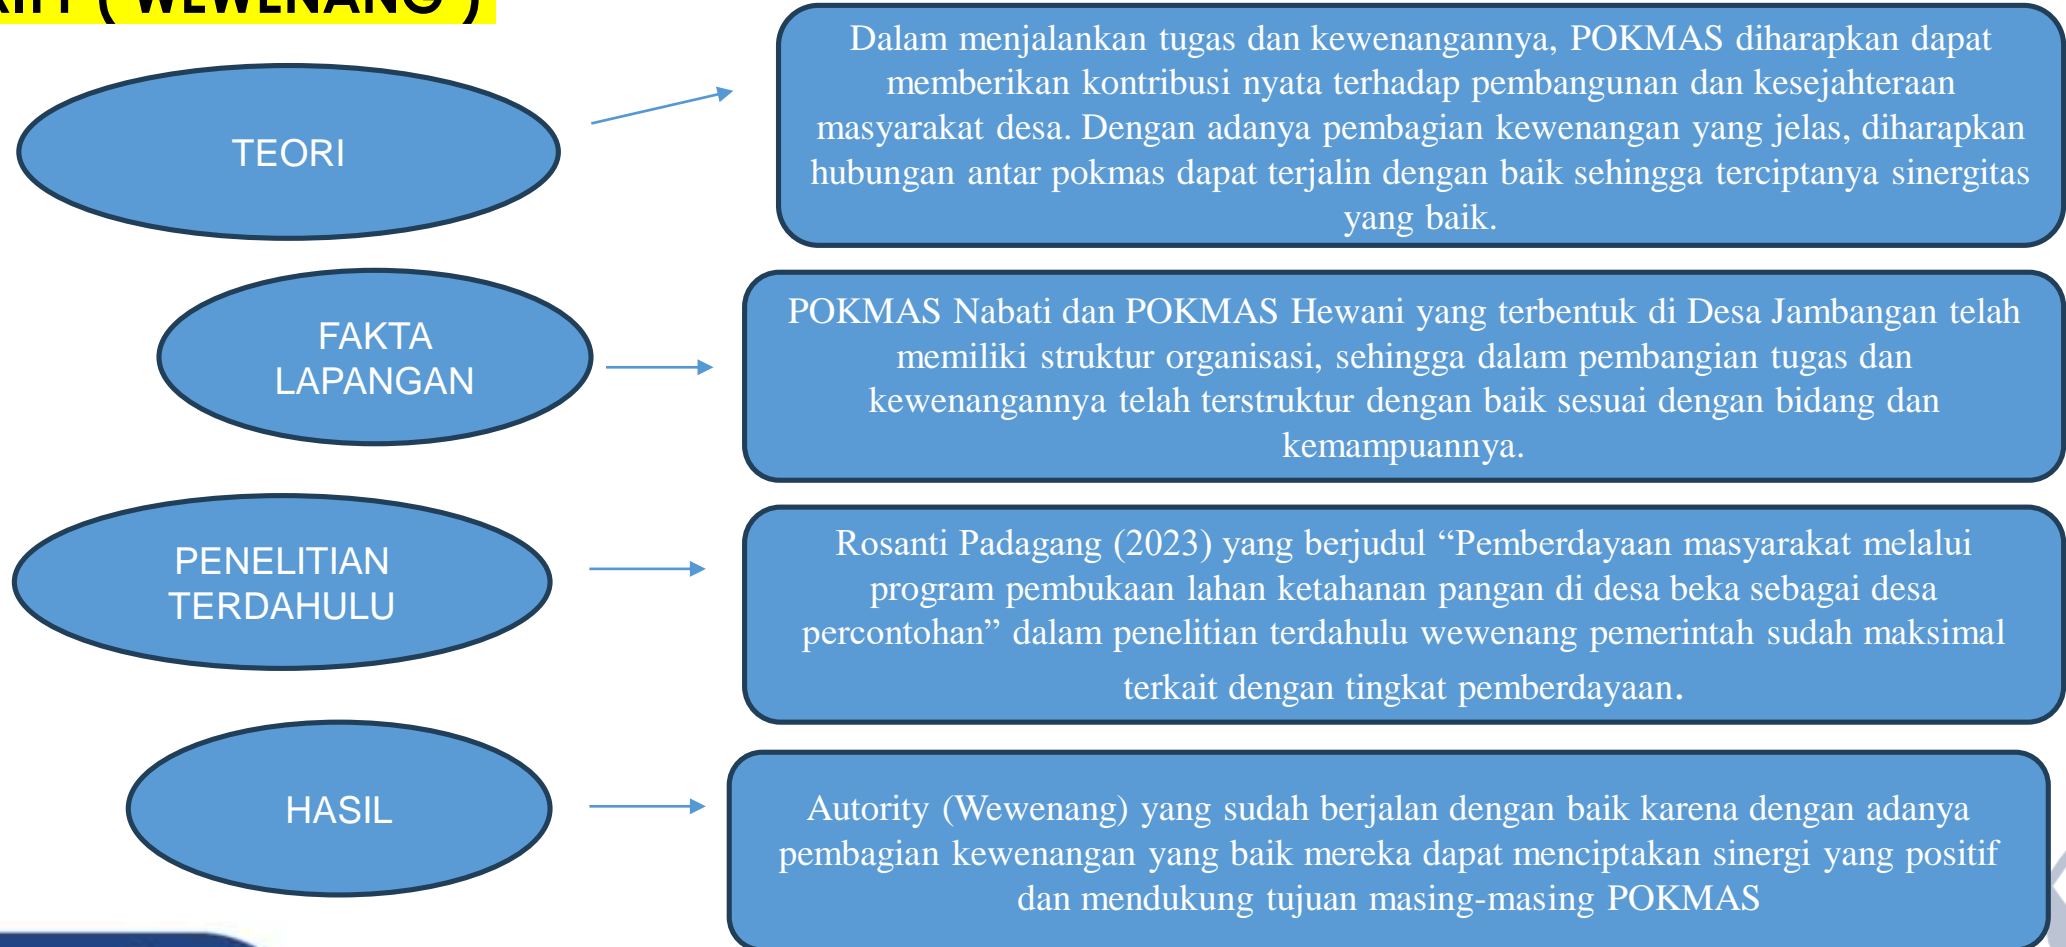 ( WEWENANG )
TEORI
Dalam menjalankan tugas dan kewenangannya, POKMAS diharapkan dapat
memberikan kontribusi nyata terhadap pembangunan dan kesejahteraan
masyarakat desa. Dengan adanya pembagian kewenangan yang jelas, diharapkan
hubungan antar pokmas dapat terjalin dengan baik sehingga terciptanya sinergitas
yang baik.
FAKTA
LAPANGAN
POKMAS Nabati dan POKMAS Hewani yang terbentuk di Desa Jambangan telah
memiliki struktur organisasi, sehingga dalam pembangian tugas dan
kewenangannya telah terstruktur dengan baik sesuai dengan bidang dan
kemampuannya.
PENELITIAN
TERDAHULU
Rosanti Padagang (2023) yang berjudul “Pemberdayaan masyarakat melalui
program pembukaan lahan ketahanan pangan di desa beka sebagai desa
percontohan” dalam penelitian terdahulu wewenang pemerintah sudah maksimal
terkait dengan tingkat pemberdayaan.
HASIL
Autority (Wewenang) yang sudah berjalan dengan baik karena dengan adanya
pembagian kewenangan yang baik mereka dapat menciptakan sinergi yang positif
dan mendukung tujuan masing-masing POKMAS